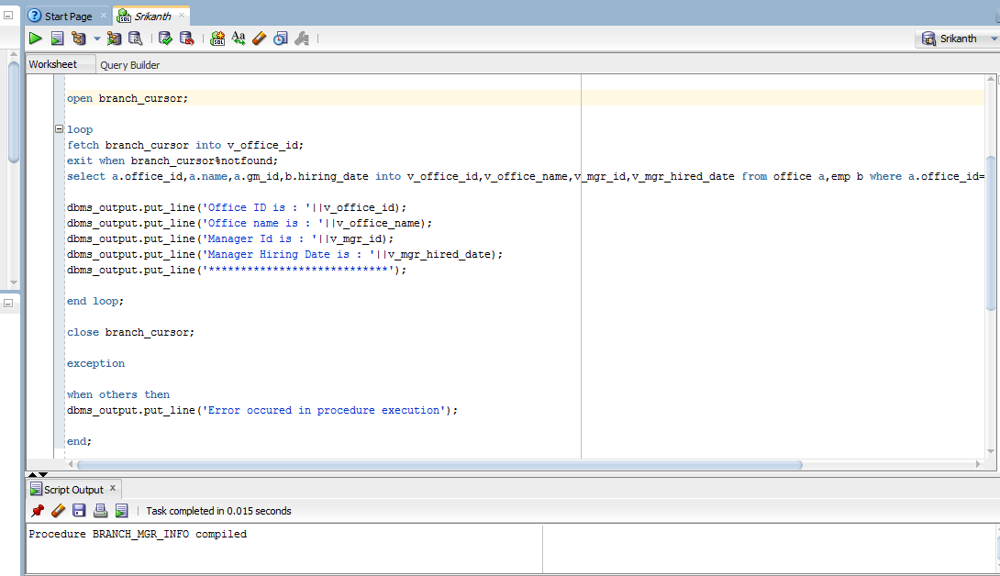 Start Page
Srikanth
Srikanth
Worksheet
Query Builder
open branch_cursor;
loop
fetch branch_cursor into v_office_id;
exit when branch_cursor%notfound;
select a.office_id,a.name,a.gm_id,b.hiring_date into v_office_id,v_office_name,v_mgr_id,v_mgr_hired_date from office a,emp b where a.office_id=
dbms_output.put_line('Office ID is : '||v_office_id);
dbms_output.put_line('Office name is : '||v_office_name);
dbms_output.put_line('Manager Id is : '||v_mgr_id);
dbms_output.put_line('Manager Hiring Date is : '||v_mgr_hired_date);
dbms_output.put_line('****************************');
end loop;
close branch_cursor;
exception
when others then
dbms_output.put_line('Error occured in procedure execution');
end;
Script Output
Task completed in 0.015 seconds
Procedure BRANCH_MGR_INFO compiled